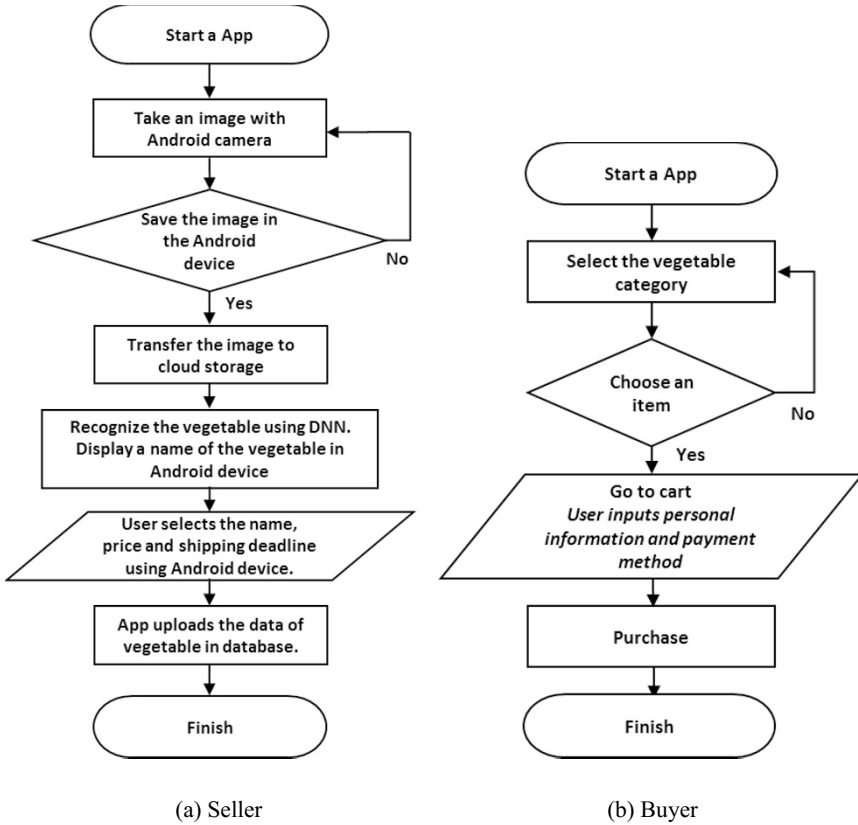 Start a App
Take an image with
Android camera
Save the image in
the Android
device
No
Yes
Transfer the image to
cloud storage
Recognize the vegetable using DNN.
Display a name of the vegetable in
Android device
User selects the name,
price and shipping deadline
using Android device.
App uploads the data of
vegetable in database.
Finish
(a) Seller
Start a App
Select the vegetable
category
Choose an
item
No
Yes
Go to cart
User inputs personal
information and payment
method
Purchase
Finish
(b) Buyer